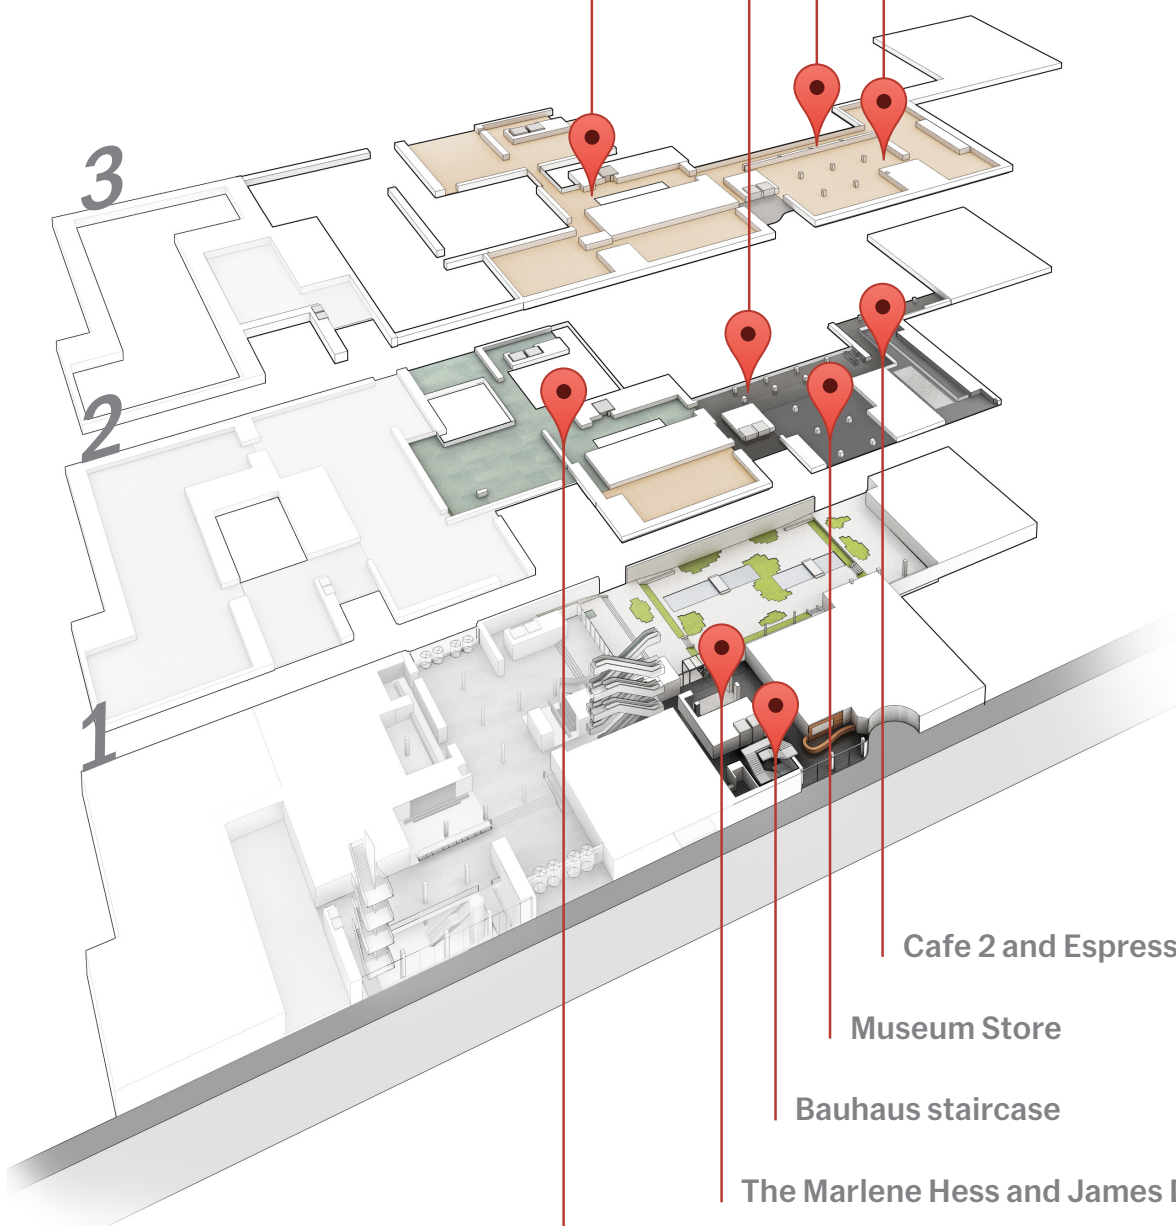 3
2
1
Cafe 2 and Espress
Museum Store
Bauhaus staircase
The Marlene Hess and James